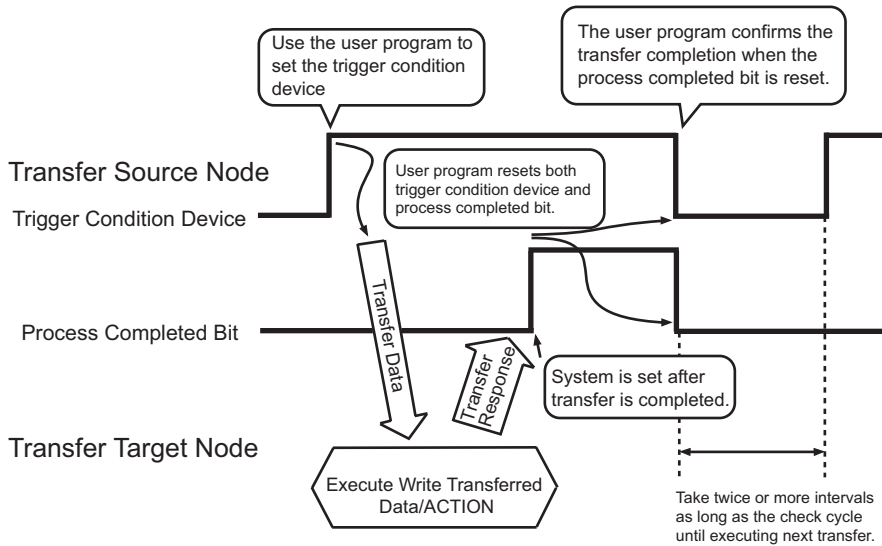 Use the user program to
set the trigger condition
device
The user program confirms the
transfer completion when the
process completed bit is reset.
Transfer Source Node
Trigger Condition Device
User program resets both
trigger condition device and
process completed bit.
Process Completed Bit
Transfer Data
Transfer
Response
System is set after
transfer is completed.
Transfer Target Node
Execute Write Transferred
Data/ACTION
Take twice or more intervals
as long as the check cycle
until executing next transfer.